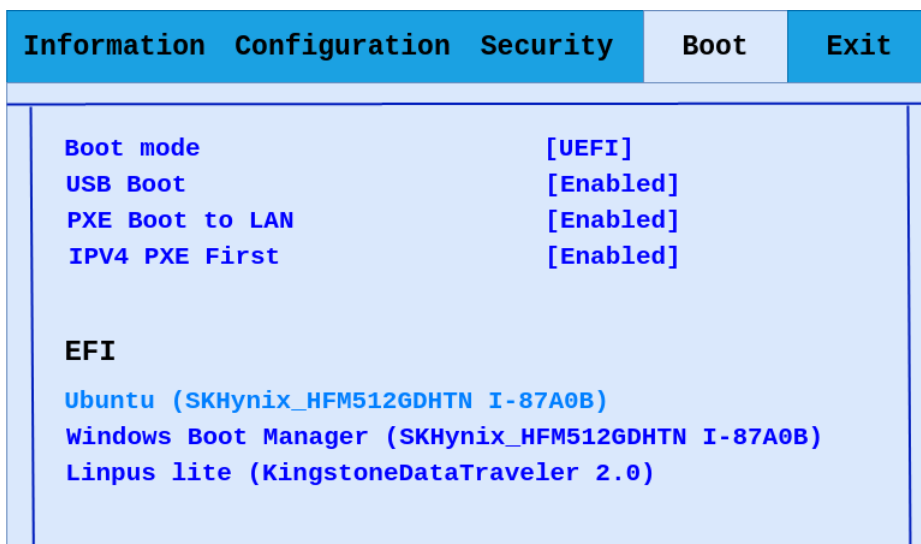 Information Configuration Security Boot Exit
Boot mode [UEFI]
USB Boot [Enabled]
PXE Boot to LAN [Enabled]
IPV4 PXE First [Enabled]
EFI
Ubuntu (SKHynix_HFM512GDHTN I-87A0B)
Windows Boot Manager (SKHynix_HFM512GDHTN I-87A0B)
Linpus lite (KingstoneDataTraveler 2.0)